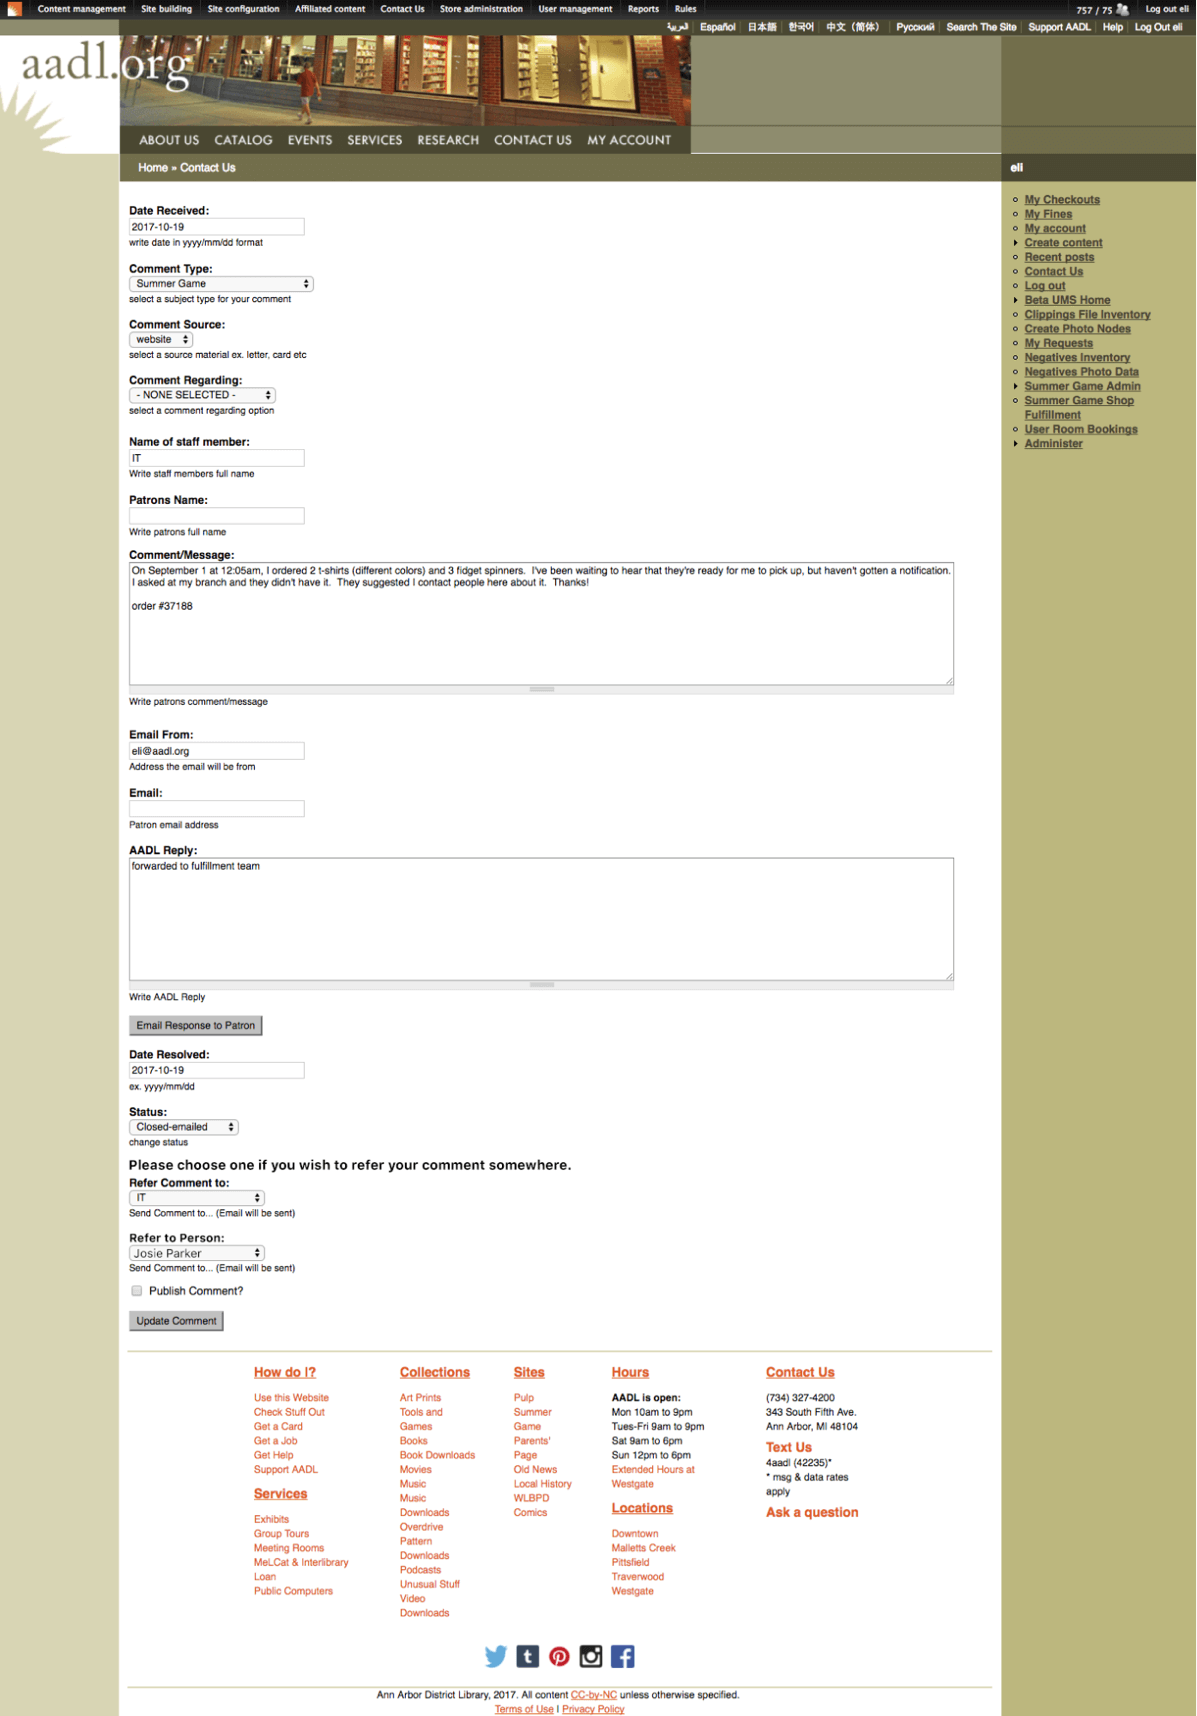 Content management Site building Site configuration Affiliated content Contact Us Store administration User management Reports Rules 757 / 75 Log out eli
العربية Español 日本語 한국어 中文 (简体) Русский Search The Site Support AADL Help Log Out eli
aadl.org
ABOUT US CATALOG EVENTS SERVICES RESEARCH CONTACT US MY ACCOUNT
Home » Contact Us
Date Received:
2017-10-19
write date in yyyy/mm/dd format
Comment Type:
Summer Game
select a subject type for your comment
Comment Source:
website
select a source material ex. letter, card etc
Comment Regarding:
- NONE SELECTED -
select a comment regarding option
Name of staff member:
IT
Write staff members full name
Patrons Name:
Write patrons full name
Comment/Message:
On September 1 at 12:05am, I ordered 2 t-shirts (different colors) and 3 fidget spinners. I've been waiting to hear that they're ready for me to pick up, but haven't gotten a notification.
I asked at my branch and they didn't have it. They suggested I contact people here about it. Thanks!
order #37188
Write patrons comment/message
Email From:
eli@aadl.org
Address the email will be from
Email:
Patron email address
AADL Reply:
forwarded to fulfillment team
Write AADL Reply
Email Response to Patron
Date Resolved:
2017-10-19
ex. yyyy/mm/dd
Status:
Closed-emailed
change status
Please choose one if you wish to refer your comment somewhere.
Refer Comment to:
IT
Send Comment to... (Email will be sent)
Refer to Person:
Josie Parker
Send Comment to... (Email will be sent)
Publish Comment?
Update Comment
eli
My Checkouts
My Fines
My account
Create content
Recent posts
Contact Us
Log out
Beta UMS Home
Clippings File Inventory
Create Photo Nodes
My Requests
Negatives Inventory
Negatives Photo Data
Summer Game Admin
Summer Game Shop
Fulfillment
User Room Bookings
Administer
How do I?
Use this Website
Check Stuff Out
Get a Card
Get a Job
Get Help
Support AADL
Services
Exhibits
Group Tours
Meeting Rooms
MeLCat & Interlibrary
Loan
Public Computers
Collections
Art Prints
Tools and
Games
Books
Book Downloads
Movies
Music
Music
Downloads
Overdrive
Pattern
Downloads
Podcasts
Unusual Stuff
Video
Downloads
Sites
Pulp
Summer
Game
Parents'
Page
Old News
Local History
WLBPD
Comics
Hours
AADL is open:
Mon 10am to 9pm
Tues-Fri 9am to 9pm
Sat 9am to 6pm
Sun 12pm to 6pm
Extended Hours at
Westgate
Locations
Downtown
Malletts Creek
Pittsfield
Traverwood
Westgate
Contact Us
(734) 327-4200
343 South Fifth Ave.
Ann Arbor, MI 48104
Text Us
4aadl (42235)*
* msg & data rates
apply
Ask a question
Ann Arbor District Library, 2017. All content CC-by-NC unless otherwise specified.
Terms of Use | Privacy Policy